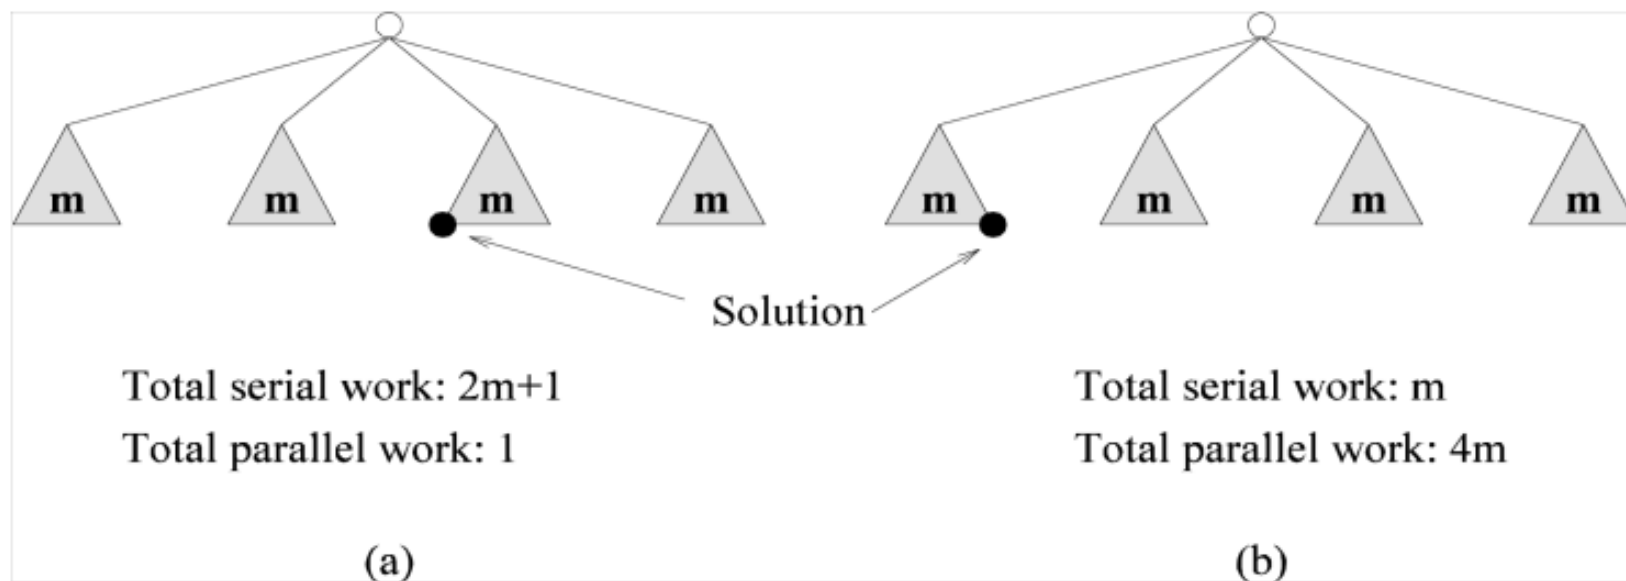 m m m m m m m m
Solution
Total serial work: 2m+1
Total parallel work: 1
Total serial work: m
Total parallel work: 4m
(a)
(b)